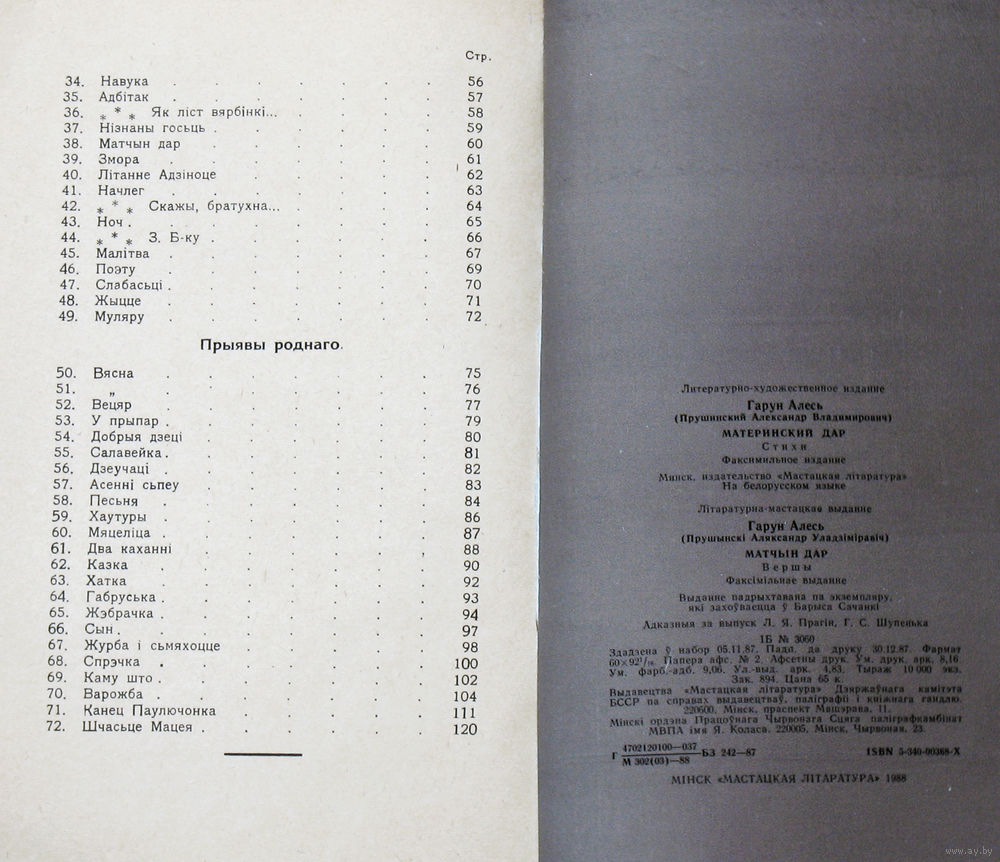 Стр.
34. Навука . . . . . . 56
35. Адбітак . . . . . . 57
36. * * * Як ліст вярбінкі... . . . . 58
37. Нізнаны госьць . . . . . . 59
38. Матчын дар . . . . . 60
39. Змора . . . . . . 61
40. Літанне Адзіноце . . . . 62
41. Начлег . . . . . . 63
42. * * * Скажы, братухна... . . . . 64
43. Ноч . . . . . . . 65
44. * * * З. Б-ку . . . . . 66
45. Малітва . . . . . . 67
46. Поэту . . . . . . 69
47. Слабасьці . . . . . . 70
48. Жыцце . . . . . . 71
49. Муляру . . . . . . 72
Прыявы роднаго.
50. Вясна . . . . . . 75
51. „ . . . . . 76
52. Вецяр . . . . . . 77
53. У прыпар . . . . . . 79
54. Добрыя дзеці . . . . . 80
55. Салавейка . . . . . . 81
56. Дзеучаці . . . . . . 82
57. Асенні сьпеу . . . . . 83
58. Песьня . . . . . . 84
59. Хаутуры . . . . . . 86
60. Мяцеліца . . . . . . 87
61. Два каханні . . . . . 88
62. Казка . . . . . . 90
63. Хатка . . . . . . 92
64. Габруська . . . . . . 93
65. Жэбрачка . . . . . . 94
66. Сын . . . . . . . 97
67. Журба і сьмяхоцце . . . . 98
68. Спрэчка . . . . . . 100
69. Каму што . . . . . . 102
70. Варожба . . . . . . 104
71. Канец Паулючонка . . . . 111
72. Шчасьце Мацея . . . . . 120
Литературно-художественное издание
Гарун Алесь
(Прушинский Александр Владимирович)
МАТЕРИНСКИЙ ДАР
Стихи
Факсимильное издание
Минск, издательство «Мастацкая літаратура»
На белорусском языке
Літаратурна-мастацкае выданне
Гарун Алесь
(Прушынскі Аляксандр Уладзіміравіч)
МАТЧЫН ДАР
Вершы
Факсімільнае выданне
Выданне падрыхтавана па экземпляру,
які захоўваецца ў Барыса Сачанкі
Адказныя за выпуск Л. Я. Прагін, Г. С. Шупенька
ІБ № 3060
Здадзена ў набор 05.11.87. Падп. да друку 30.12.87. Фармат
60×92¹/₁₆. Папера афс. № 2. Афсетны друк. Ум. друк. арк. 8,16.
Ум. фарб.-адб. 9,06. Ул.-выд. арк. 4,83. Тыраж 10 000 экз.
Зак. 894. Цана 65 к.
Выдавецтва «Мастацкая літаратура» Дзяржаўнага камітэта
БССР па справах выдавецтваў, паліграфіі і кніжнага гандлю.
220600, Мінск, праспект Машэрава, 11.
Мінскі ордэна Працоўнага Чырвонага Сцяга паліграфкамбінат
МВПА імя Я. Коласа. 220005, Мінск, Чырвоная, 23.
Г 4702120100—037 / М 302(03)—88 БЗ 242—87 ISBN 5-340-00368-X
МІНСК «МАСТАЦКАЯ ЛІТАРАТУРА» 1988
www.ay.by